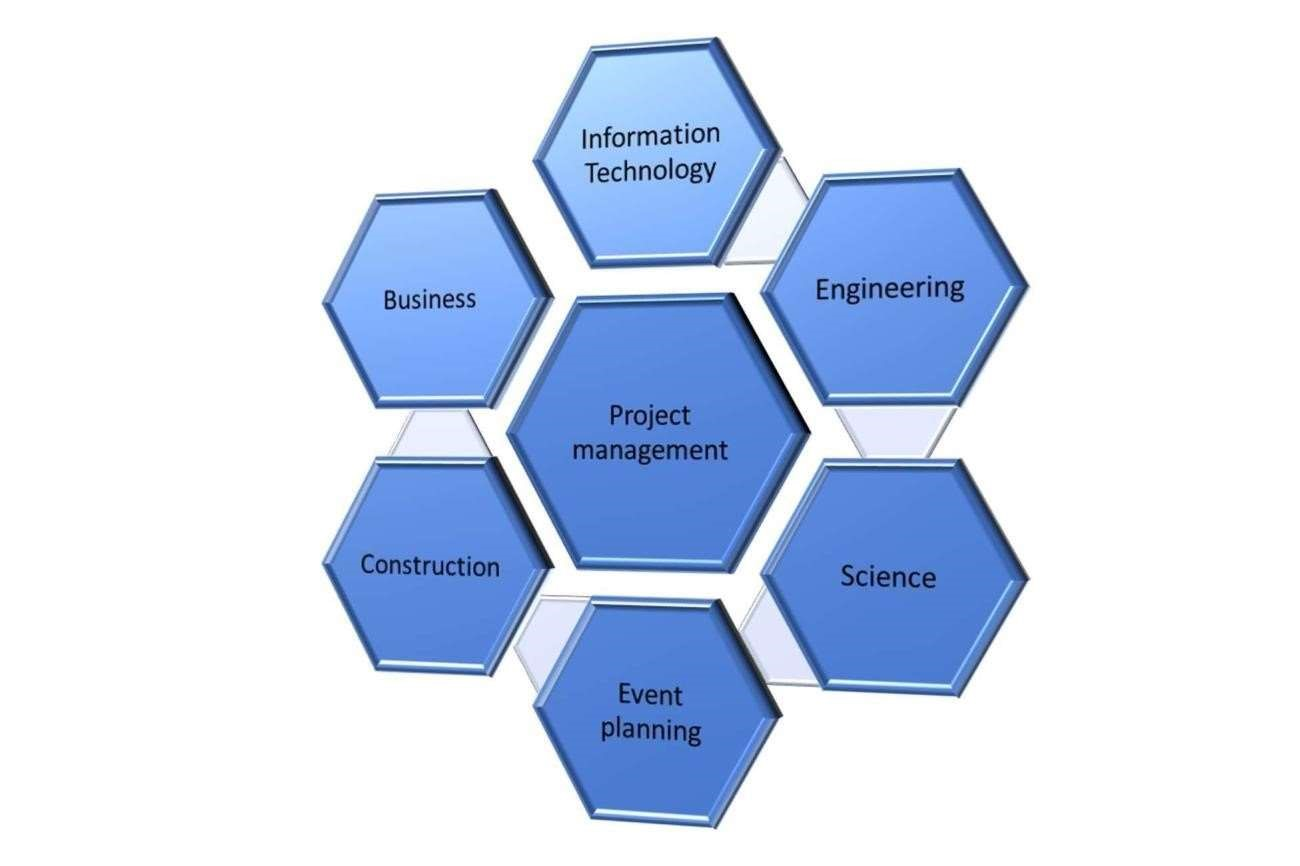 Information
Technology
Business
Engineering
Project
management
Construction
Science
Event
planning